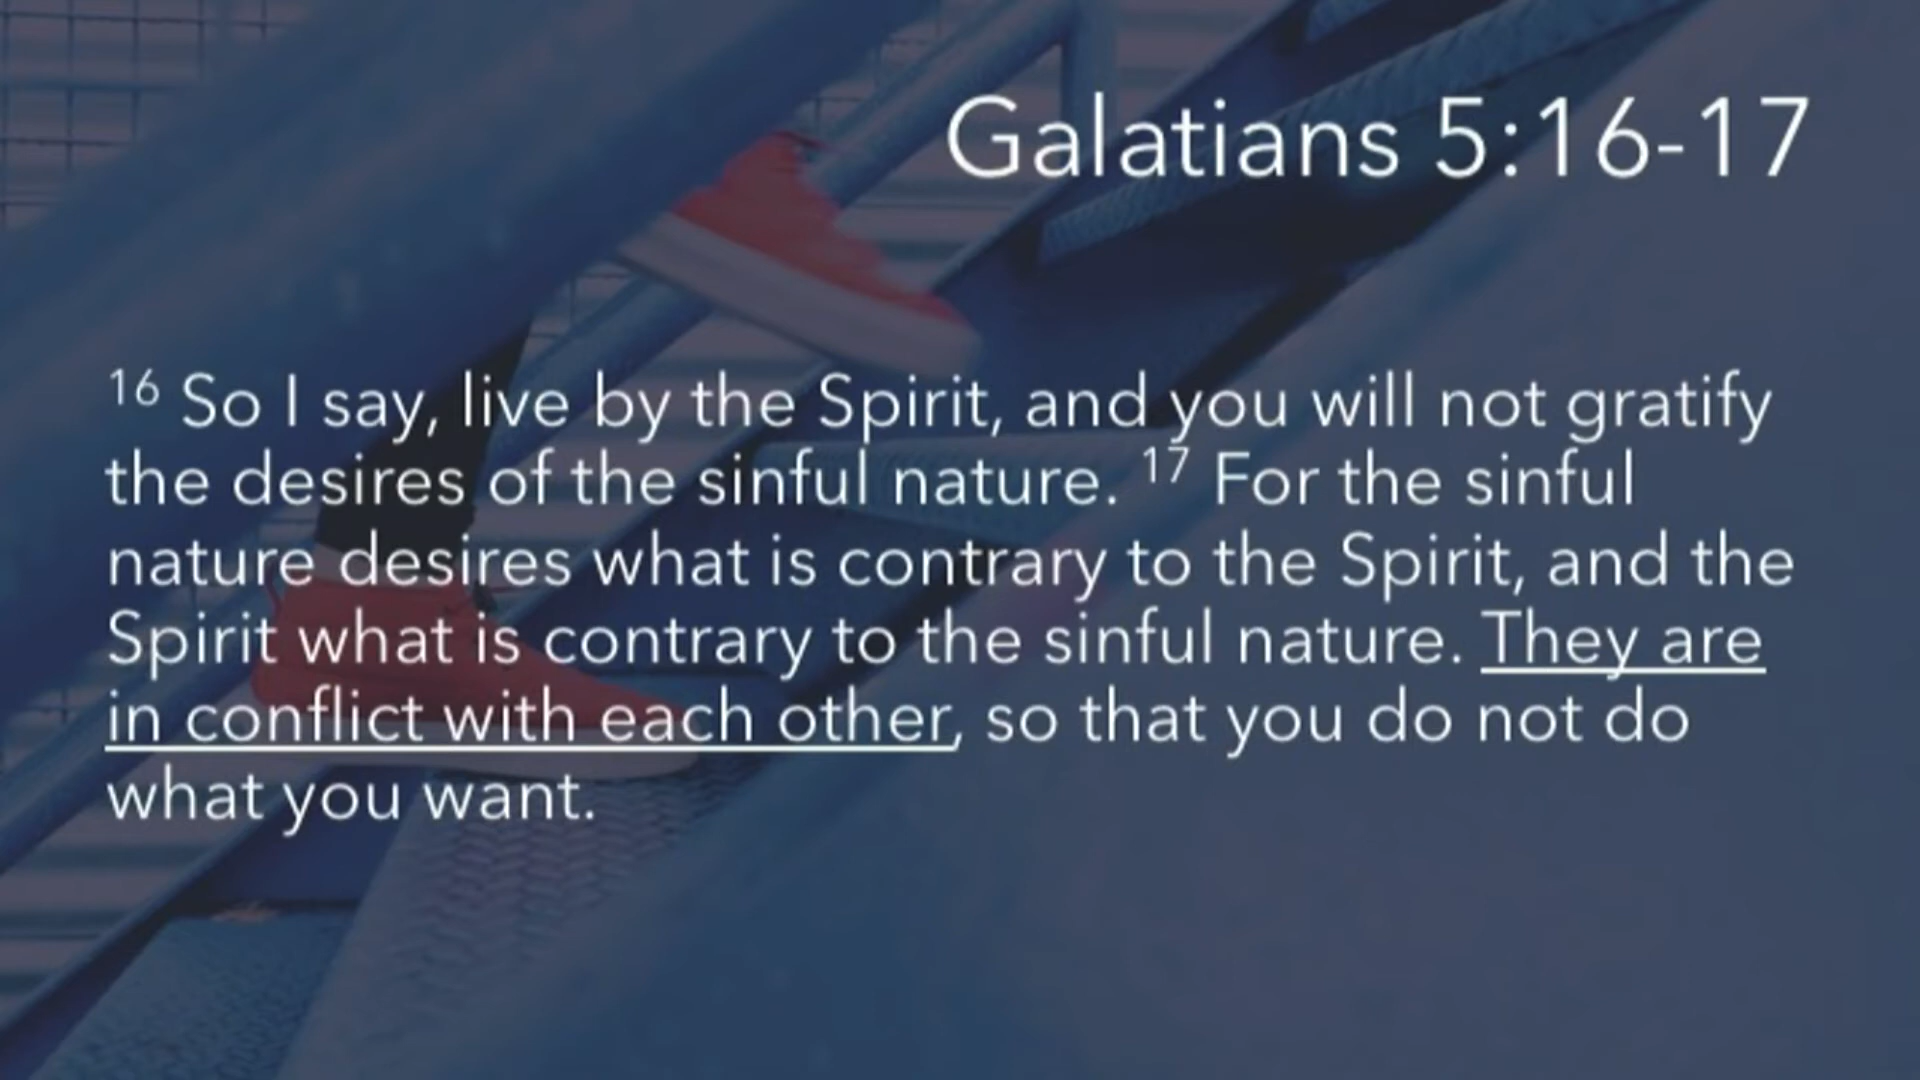 Galatians 5:16-17
16 So I say, live by the Spirit, and you will not gratify
the desires of the sinful nature. 17 For the sinful
nature desires what is contrary to the Spirit, and the
Spirit what is contrary to the sinful nature. They are
in conflict with each other, so that you do not do
what you want.